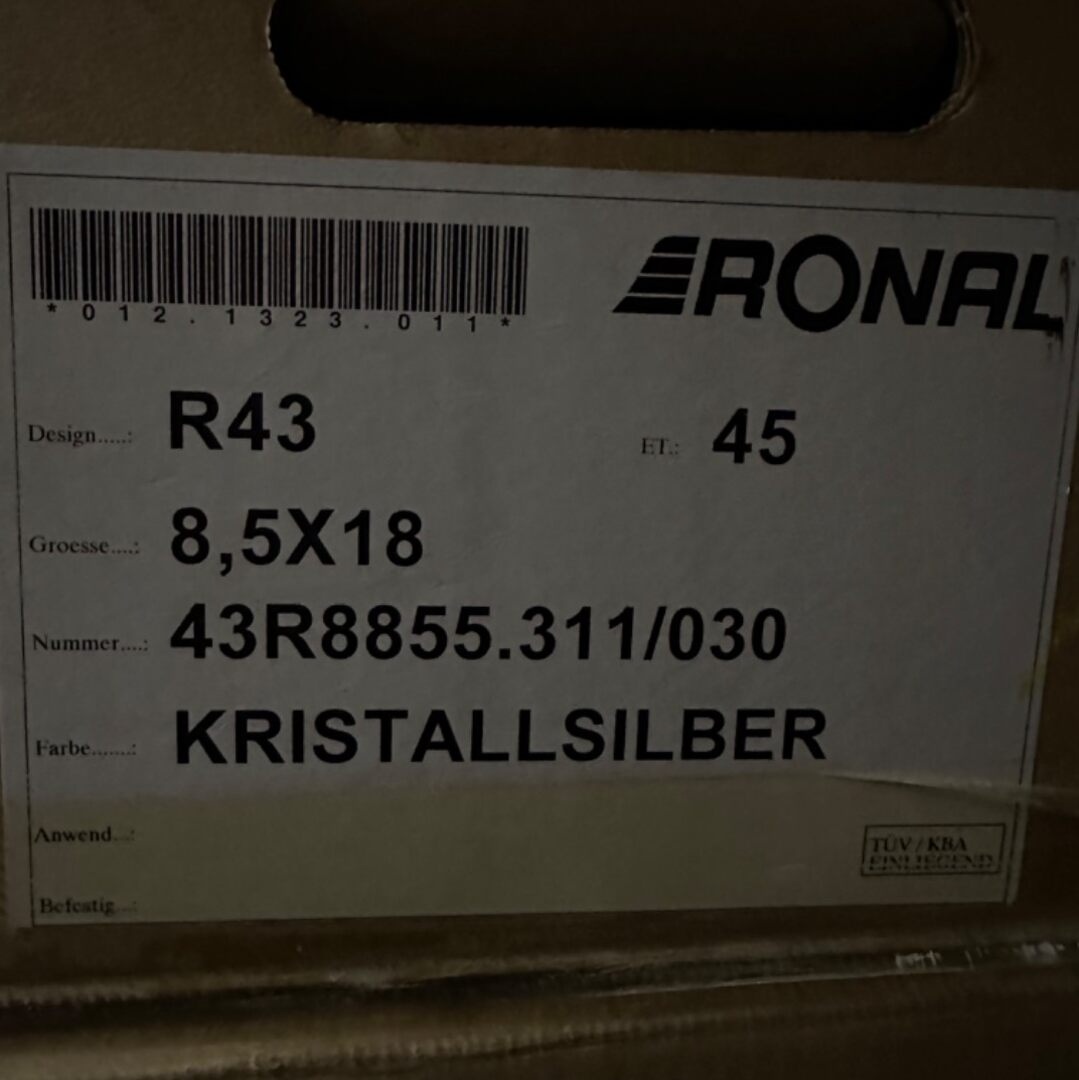 *012.1323.011*
RONAL
Design.....: R43 ET.: 45
Groesse....: 8,5X18
Nummer....: 43R8855.311/030
Farbe.......: KRISTALLSILBER
Anwend...:
Befestig...:
TÜV / KBA
EINLIEGEND